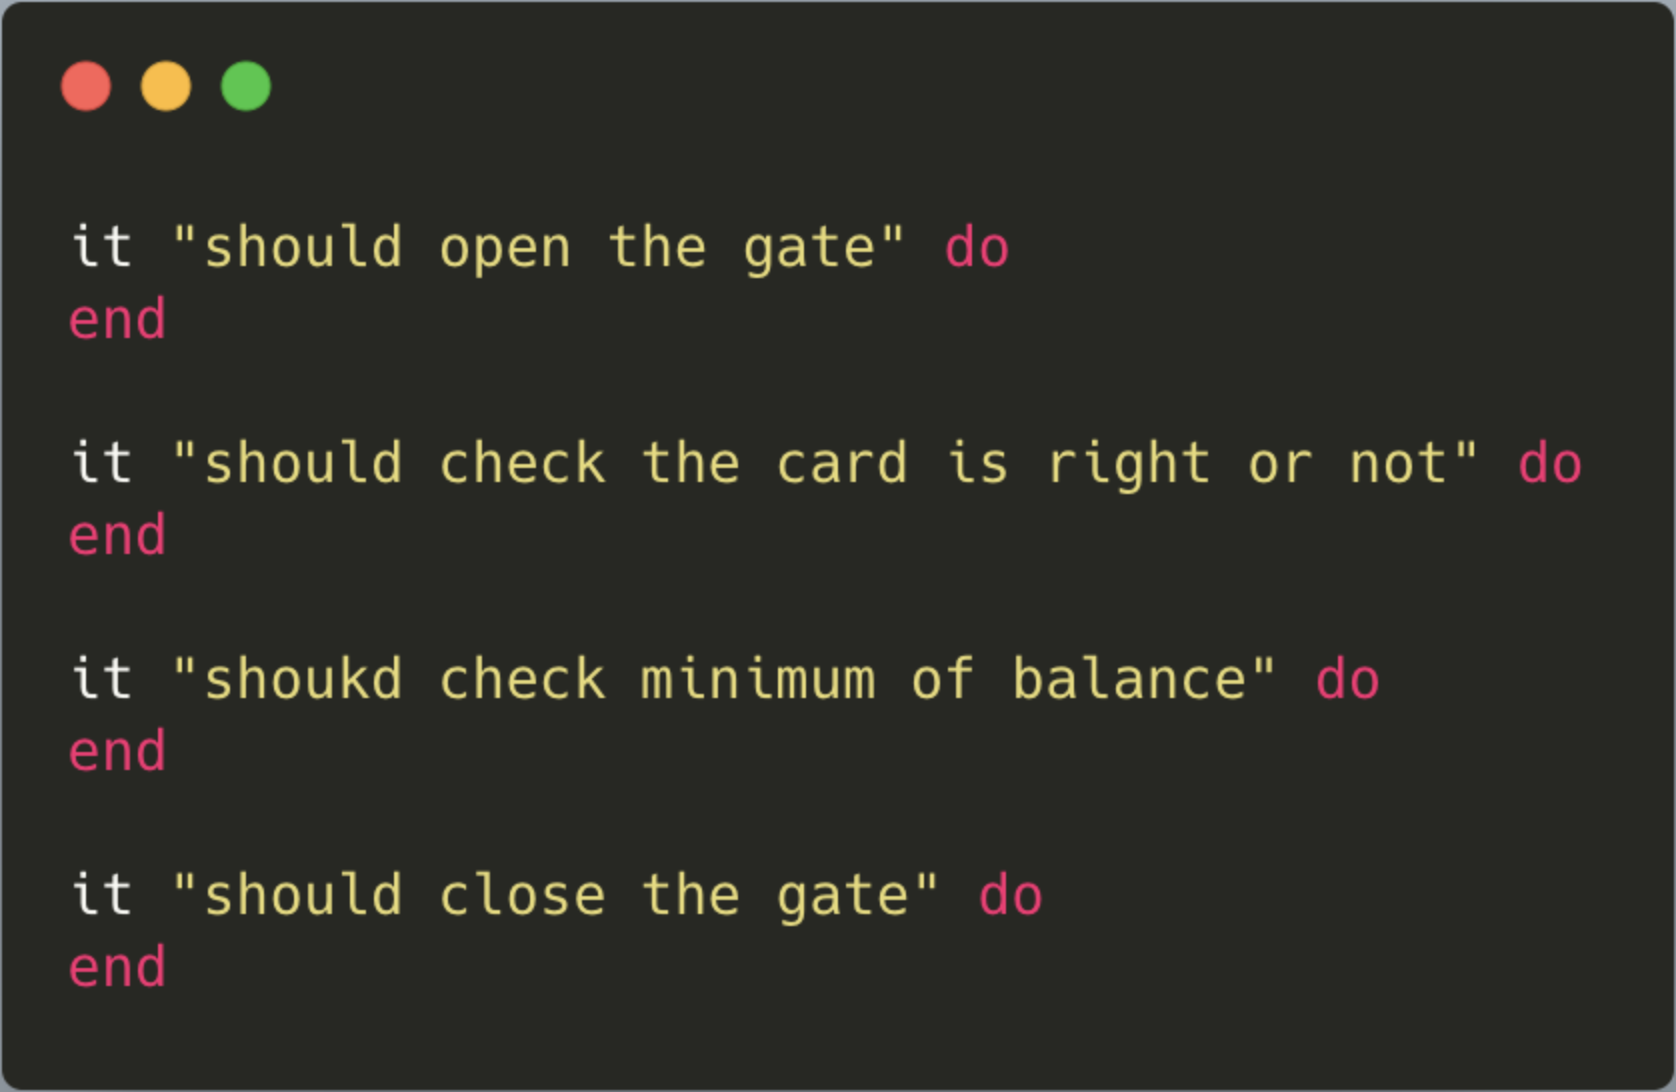 it "should open the gate" do
end
it "should check the card is right or not" do
end
it "shoukd check minimum of balance" do
end
it "should close the gate" do
end